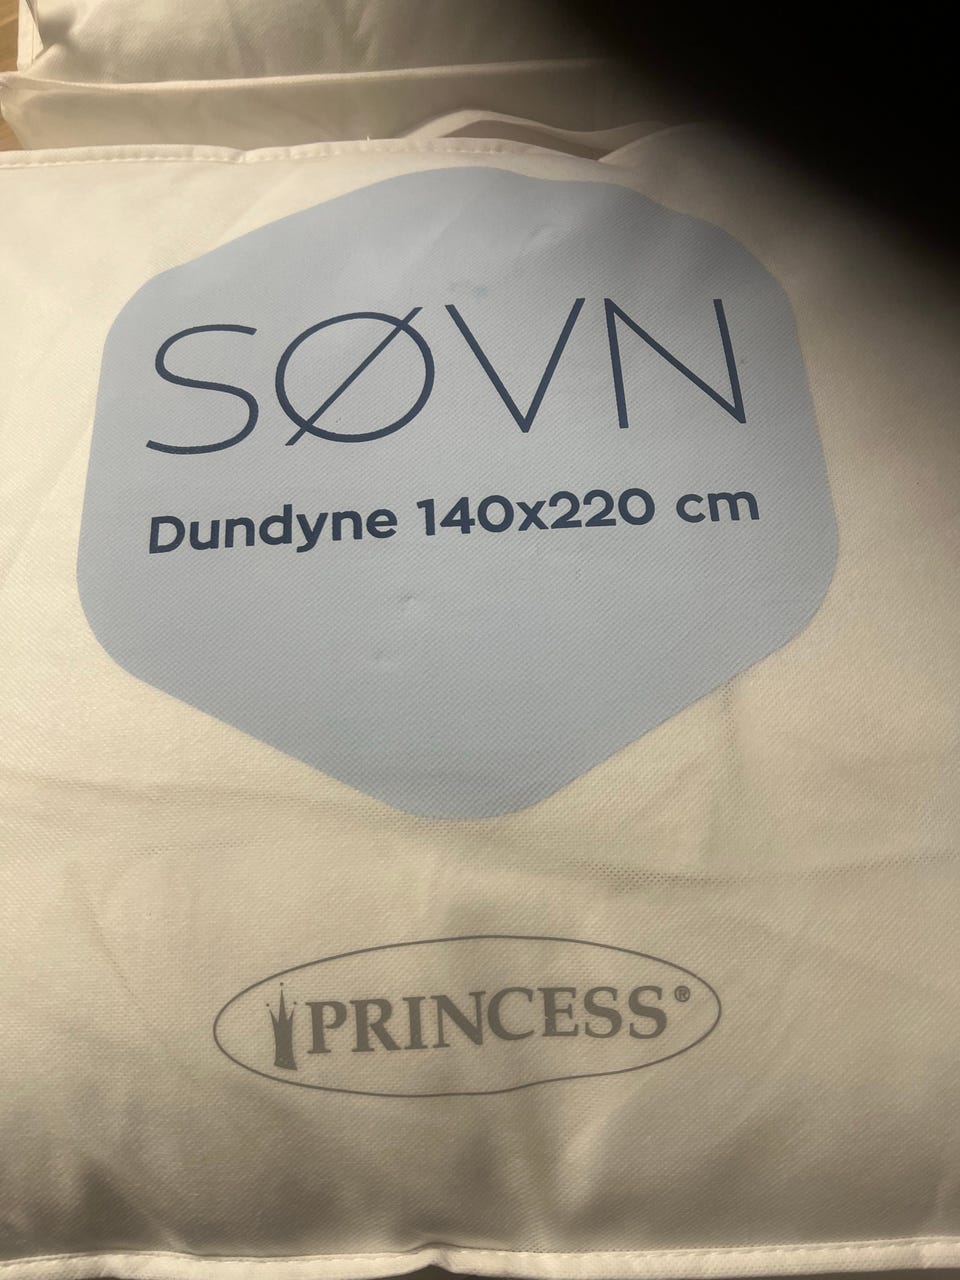 SØVN
Dundyne 140x220 cm
PRINCESS®